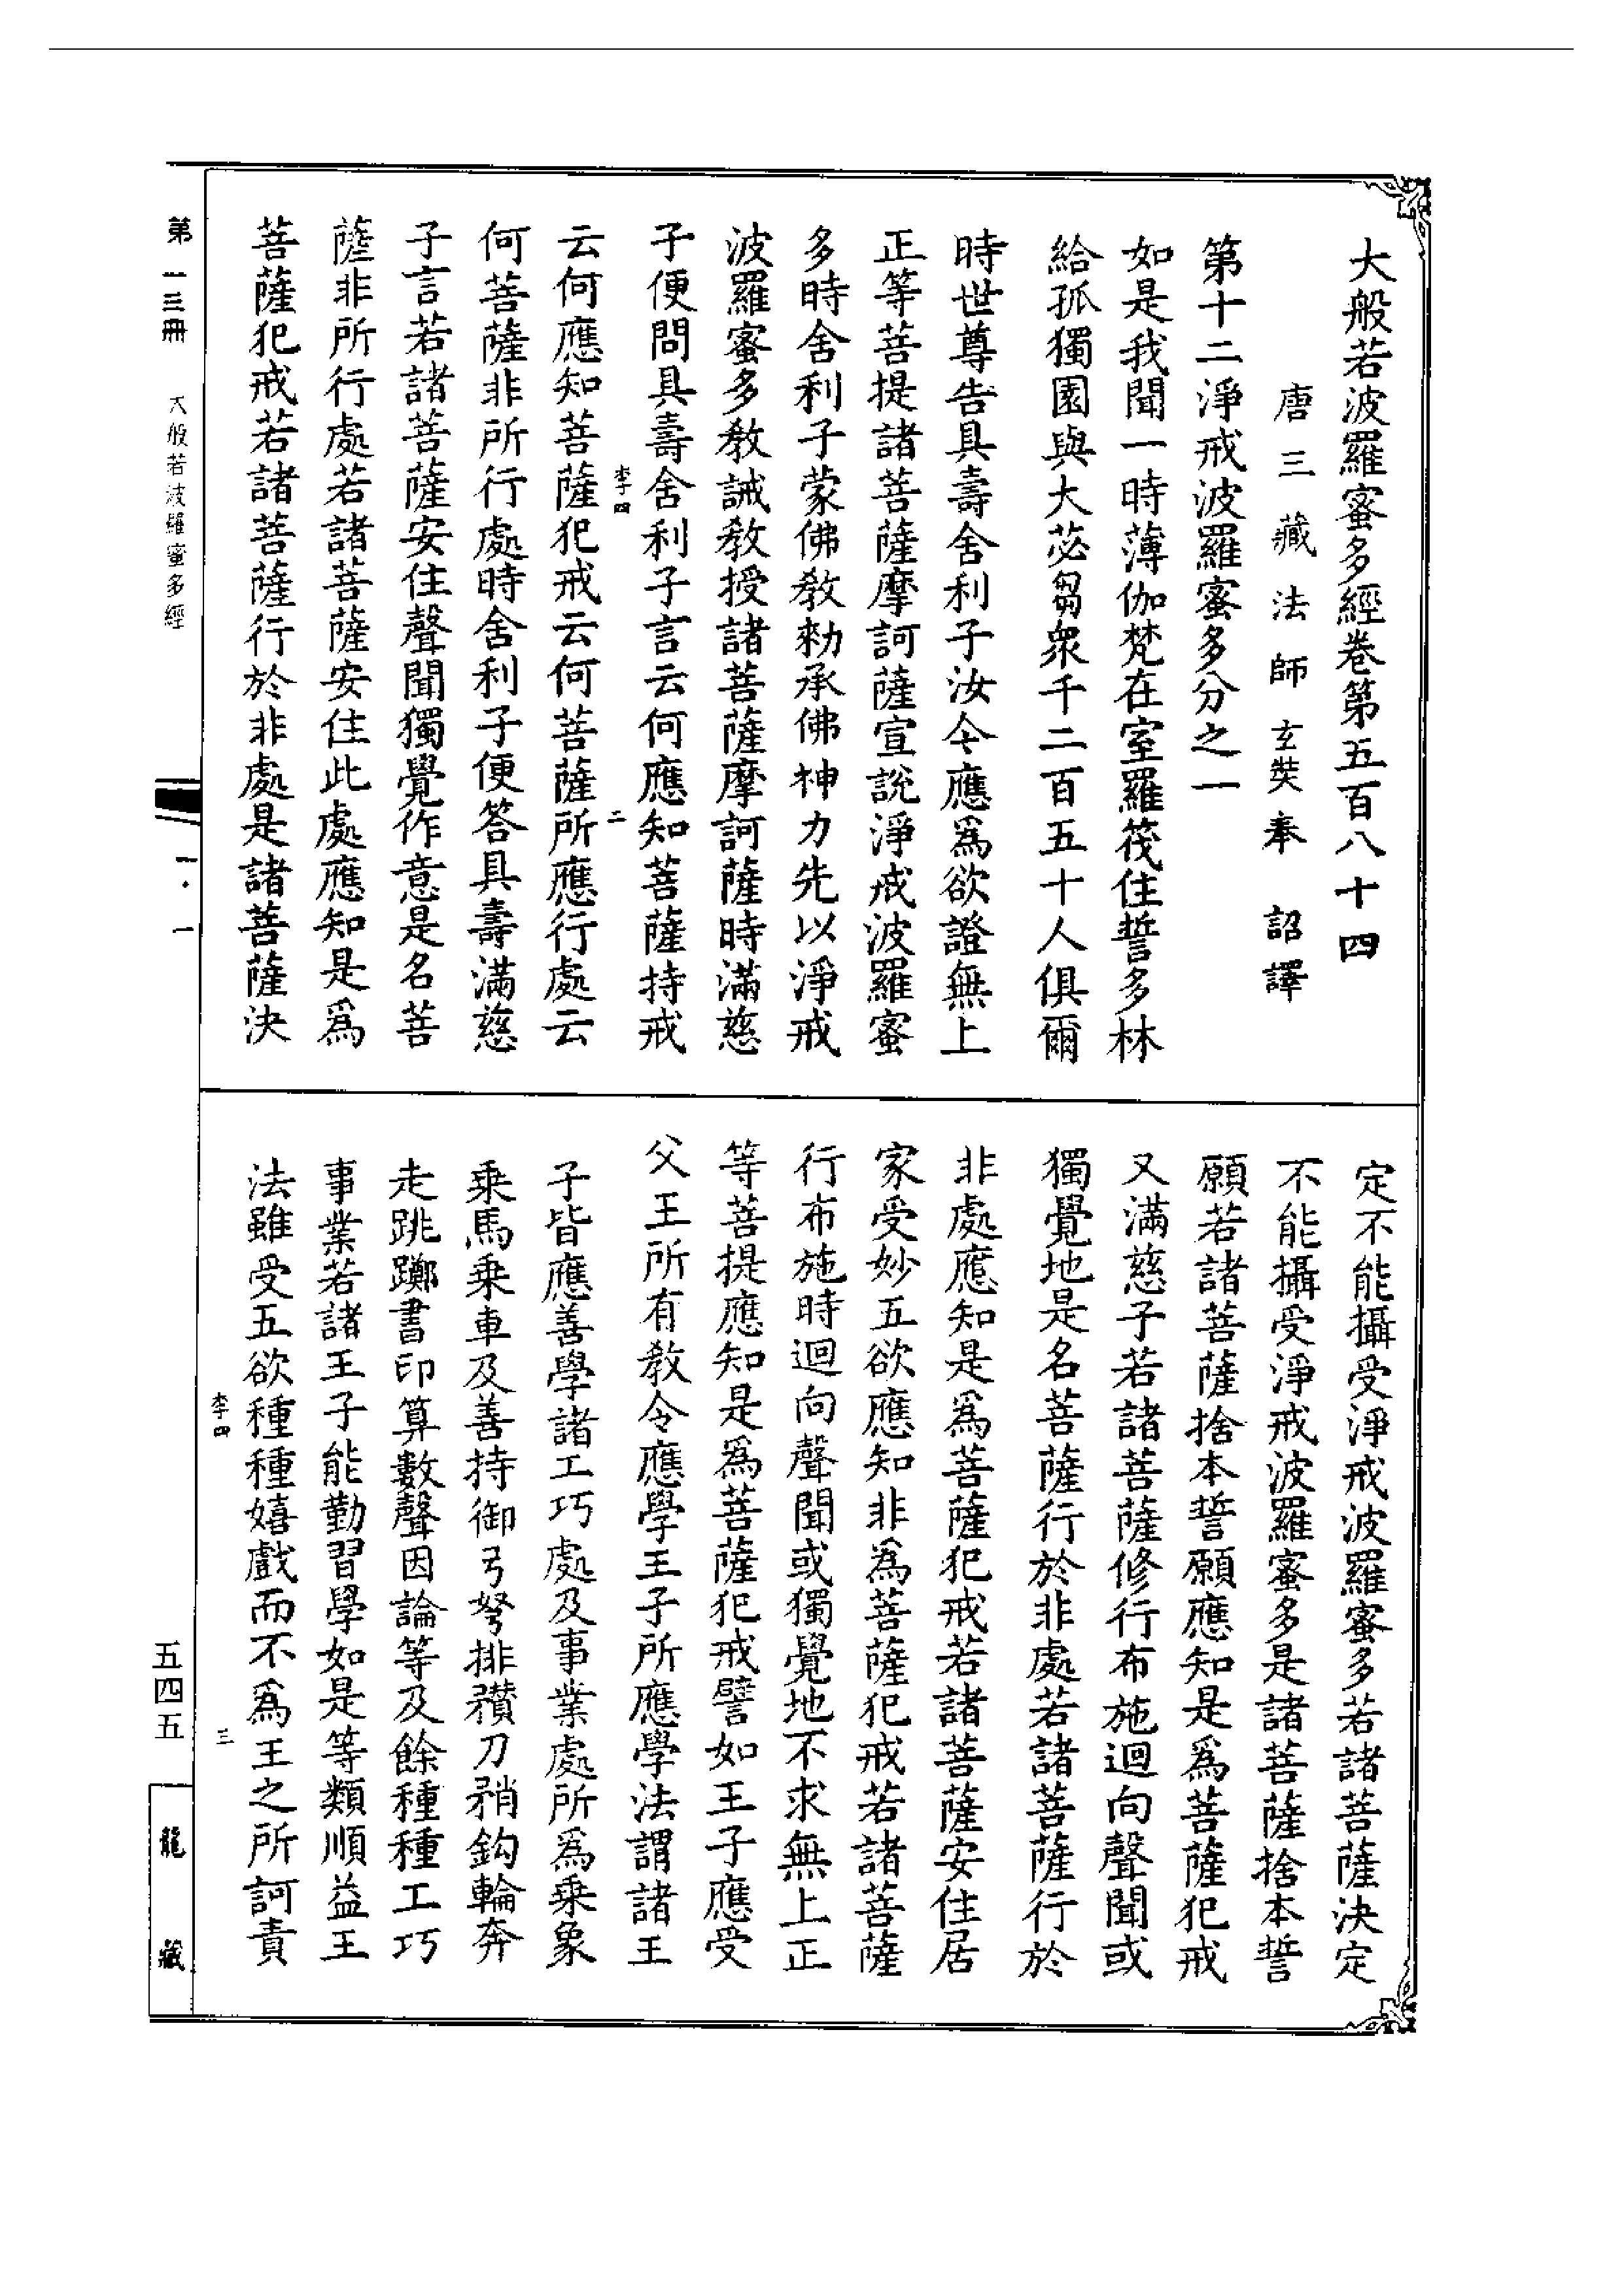 大般若波羅蜜多經卷第五百八十四
唐三藏法師玄奘奉詔譯
第十二淨戒波羅蜜多分之一
如是我聞一時薄伽梵在室羅筏住誓多林
給孤獨園與大苾芻衆千二百五十人俱爾
時世尊告具壽舍利子汝今應爲欲證無上
正等菩提諸菩薩摩訶薩宣說淨戒波羅蜜
多時舍利子蒙佛教勑承佛神力先以淨戒
波羅蜜多教誡教授諸菩薩摩訶薩時滿慈
子便問具壽舍利子言云何應知菩薩持戒
李四
二
云何應知菩薩犯戒云何菩薩所應行處云
何菩薩非所行處時舍利子便答具壽滿慈
子言若諸菩薩安住聲聞獨覺作意是名菩
薩非所行處若諸菩薩安住此處應知是爲
菩薩犯戒若諸菩薩行於非處是諸菩薩決
定不能攝受淨戒波羅蜜多若諸菩薩決定
不能攝受淨戒波羅蜜多是諸菩薩捨本誓
願若諸菩薩捨本誓願應知是爲菩薩犯戒
又滿慈子若諸菩薩修行布施迴向聲聞或
獨覺地是名菩薩行於非處若諸菩薩行於
非處應知是爲菩薩犯戒若諸菩薩安住居
家受妙五欲應知非爲菩薩犯戒若諸菩薩
行布施時迴向聲聞或獨覺地不求無上正
等菩提應知是爲菩薩犯戒譬如王子應受
父王所有教令應學王子所應學法謂諸王
子皆應善學諸工巧處及事業處所爲乘象
乘馬乘車及善持御弓弩排䂎刀矟鈎輪奔
走跳躑書印算數聲因論等及餘種種工巧
事業若諸王子能勤習學如是等類順益王
法雖受五欲種種嬉戲而不爲王之所訶責
李四
三
第一三冊
大般若波羅蜜多經
一·一
五四五
龍藏